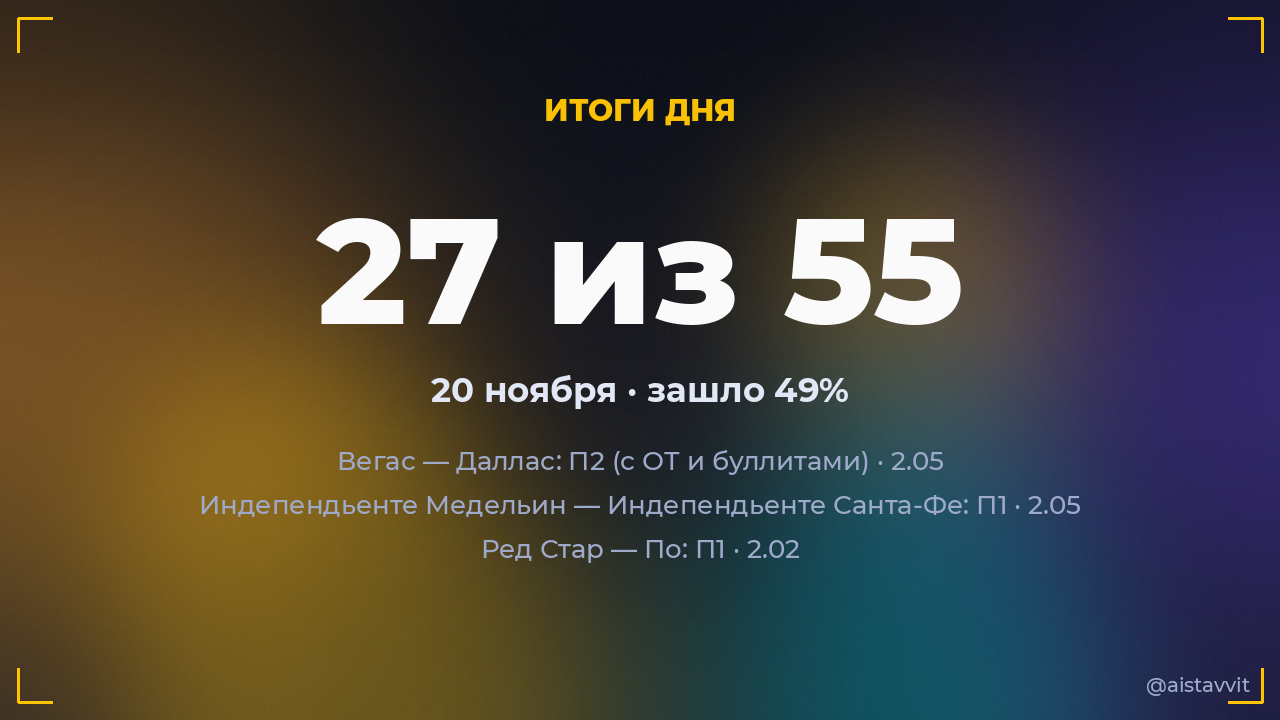 ИТОГИ ДНЯ
27 из 55
20 ноября · зашло 49%
Вегас — Даллас: П2 (с ОТ и буллитами) · 2.05
Индепендьенте Медельин — Индепендьенте Санта-Фе: П1 · 2.05
Ред Стар — По: П1 · 2.02
@aistavvit